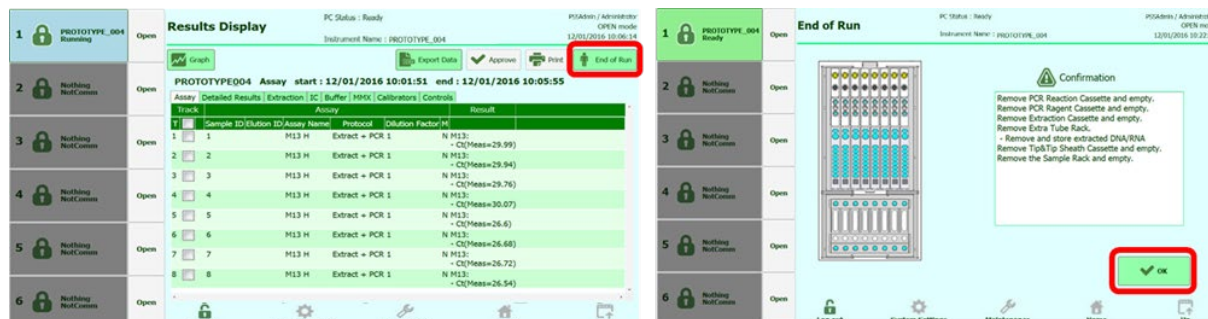 1 PROTOTYPE_004 Running Open
2 Nothing NotComm Open
3 Nothing NotComm Open
4 Nothing NotComm Open
5 Nothing NotComm Open
6 Nothing NotComm Open
Results Display
PC Status : Ready
Instrument Name : PROTOTYPE_004
PSSAdmin / Administrator
OPEN mode
12/01/2016 10:06:14
Graph Export Data Approve Print End of Run
PROTOTYPE004 Assay start : 12/01/2016 10:01:51 end : 12/01/2016 10:05:55
Assay Detailed Results Extraction IC Buffer MMX Calibrators Controls
Track Assay Result
T Sample ID Elution ID Assay Name Protocol Dilution Factor M
1 1 M13 H Extract + PCR 1 N M13:
- Ct(Meas=29.99)
2 2 M13 H Extract + PCR 1 N M13:
- Ct(Meas=29.94)
3 3 M13 H Extract + PCR 1 N M13:
- Ct(Meas=29.76)
4 4 M13 H Extract + PCR 1 N M13:
- Ct(Meas=30.07)
5 5 M13 H Extract + PCR 1 N M13:
- Ct(Meas=26.6)
6 6 M13 H Extract + PCR 1 N M13:
- Ct(Meas=26.68)
7 7 M13 H Extract + PCR 1 N M13:
- Ct(Meas=26.72)
8 8 M13 H Extract + PCR 1 N M13:
- Ct(Meas=26.54)
1 PROTOTYPE_004 Ready Open
2 Nothing NotComm Open
3 Nothing NotComm Open
4 Nothing NotComm Open
5 Nothing NotComm Open
6 Nothing NotComm Open
End of Run
PC Status : Ready
Instrument Name : PROTOTYPE_004
PSSAdmin / Administrat
OPEN mo
12/01/2016 10:22:
Confirmation
Remove PCR Reaction Cassette and empty.
Remove PCR Ragent Cassette and empty.
Remove Extraction Cassette and empty.
Remove Extra Tube Rack.
- Remove and store extracted DNA/RNA
Remove Tip&Tip Sheath Cassette and empty.
Remove the Sample Rack and empty.
OK